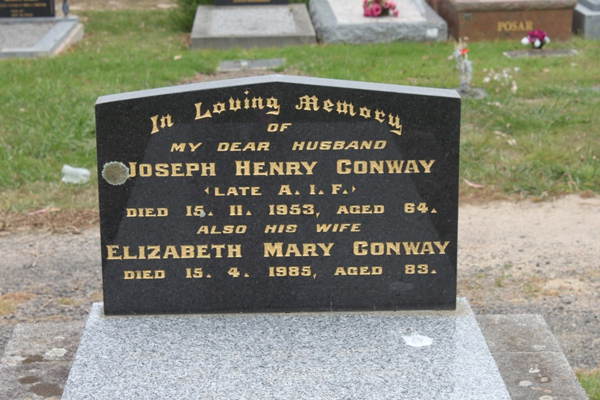 POSAR
In Loving Memory
OF
MY DEAR HUSBAND
JOSEPH HENRY CONWAY
(LATE A. I. F.)
DIED 15. 11. 1953, AGED 64.
ALSO HIS WIFE
ELIZABETH MARY CONWAY
DIED 15. 4. 1985, AGED 83.